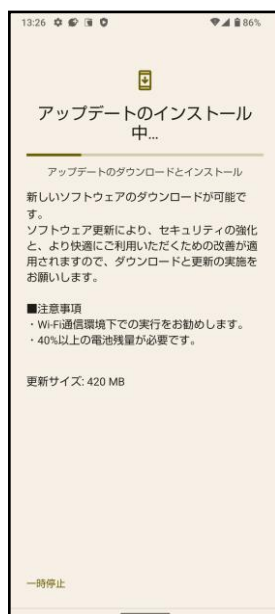 13:26 86%
アップデートのインストール
中...
アップデートのダウンロードとインストール
新しいソフトウェアのダウンロードが可能で
す。
ソフトウェア更新により、セキュリティの強化
と、より快適にご利用いただくための改善が適
用されますので、ダウンロードと更新の実施を
お願いします。
■注意事項
・Wi-Fi通信環境下での実行をお勧めします。
・40%以上の電池残量が必要です。
更新サイズ: 420 MB
一時停止